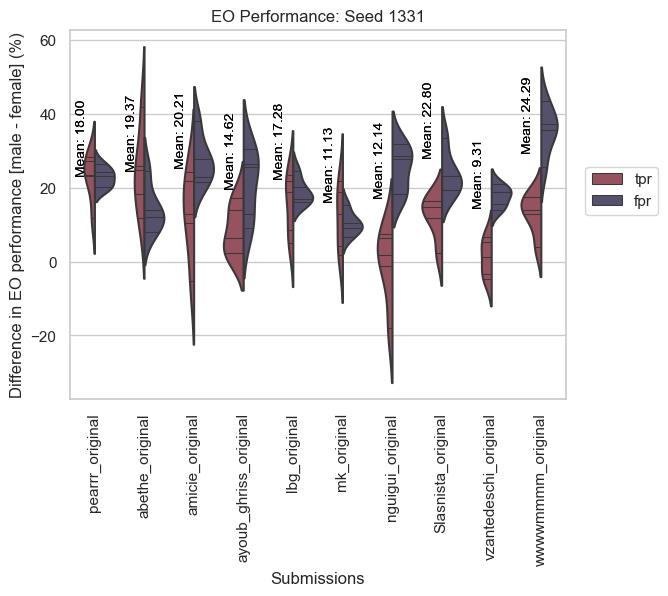 EO Performance: Seed 1331
Difference in EO performance [male - female] (%)
60
40
20
0
−20
Mean: 18.00
Mean: 19.37
Mean: 20.21
Mean: 14.62
Mean: 17.28
Mean: 11.13
Mean: 12.14
Mean: 22.80
Mean: 9.31
Mean: 24.29
tpr
fpr
pearrr_original
abethe_original
amicie_original
ayoub_ghriss_original
lbg_original
mk_original
nguigui_original
Slasnista_original
vzantedeschi_original
wwwwmmmm_original
Submissions